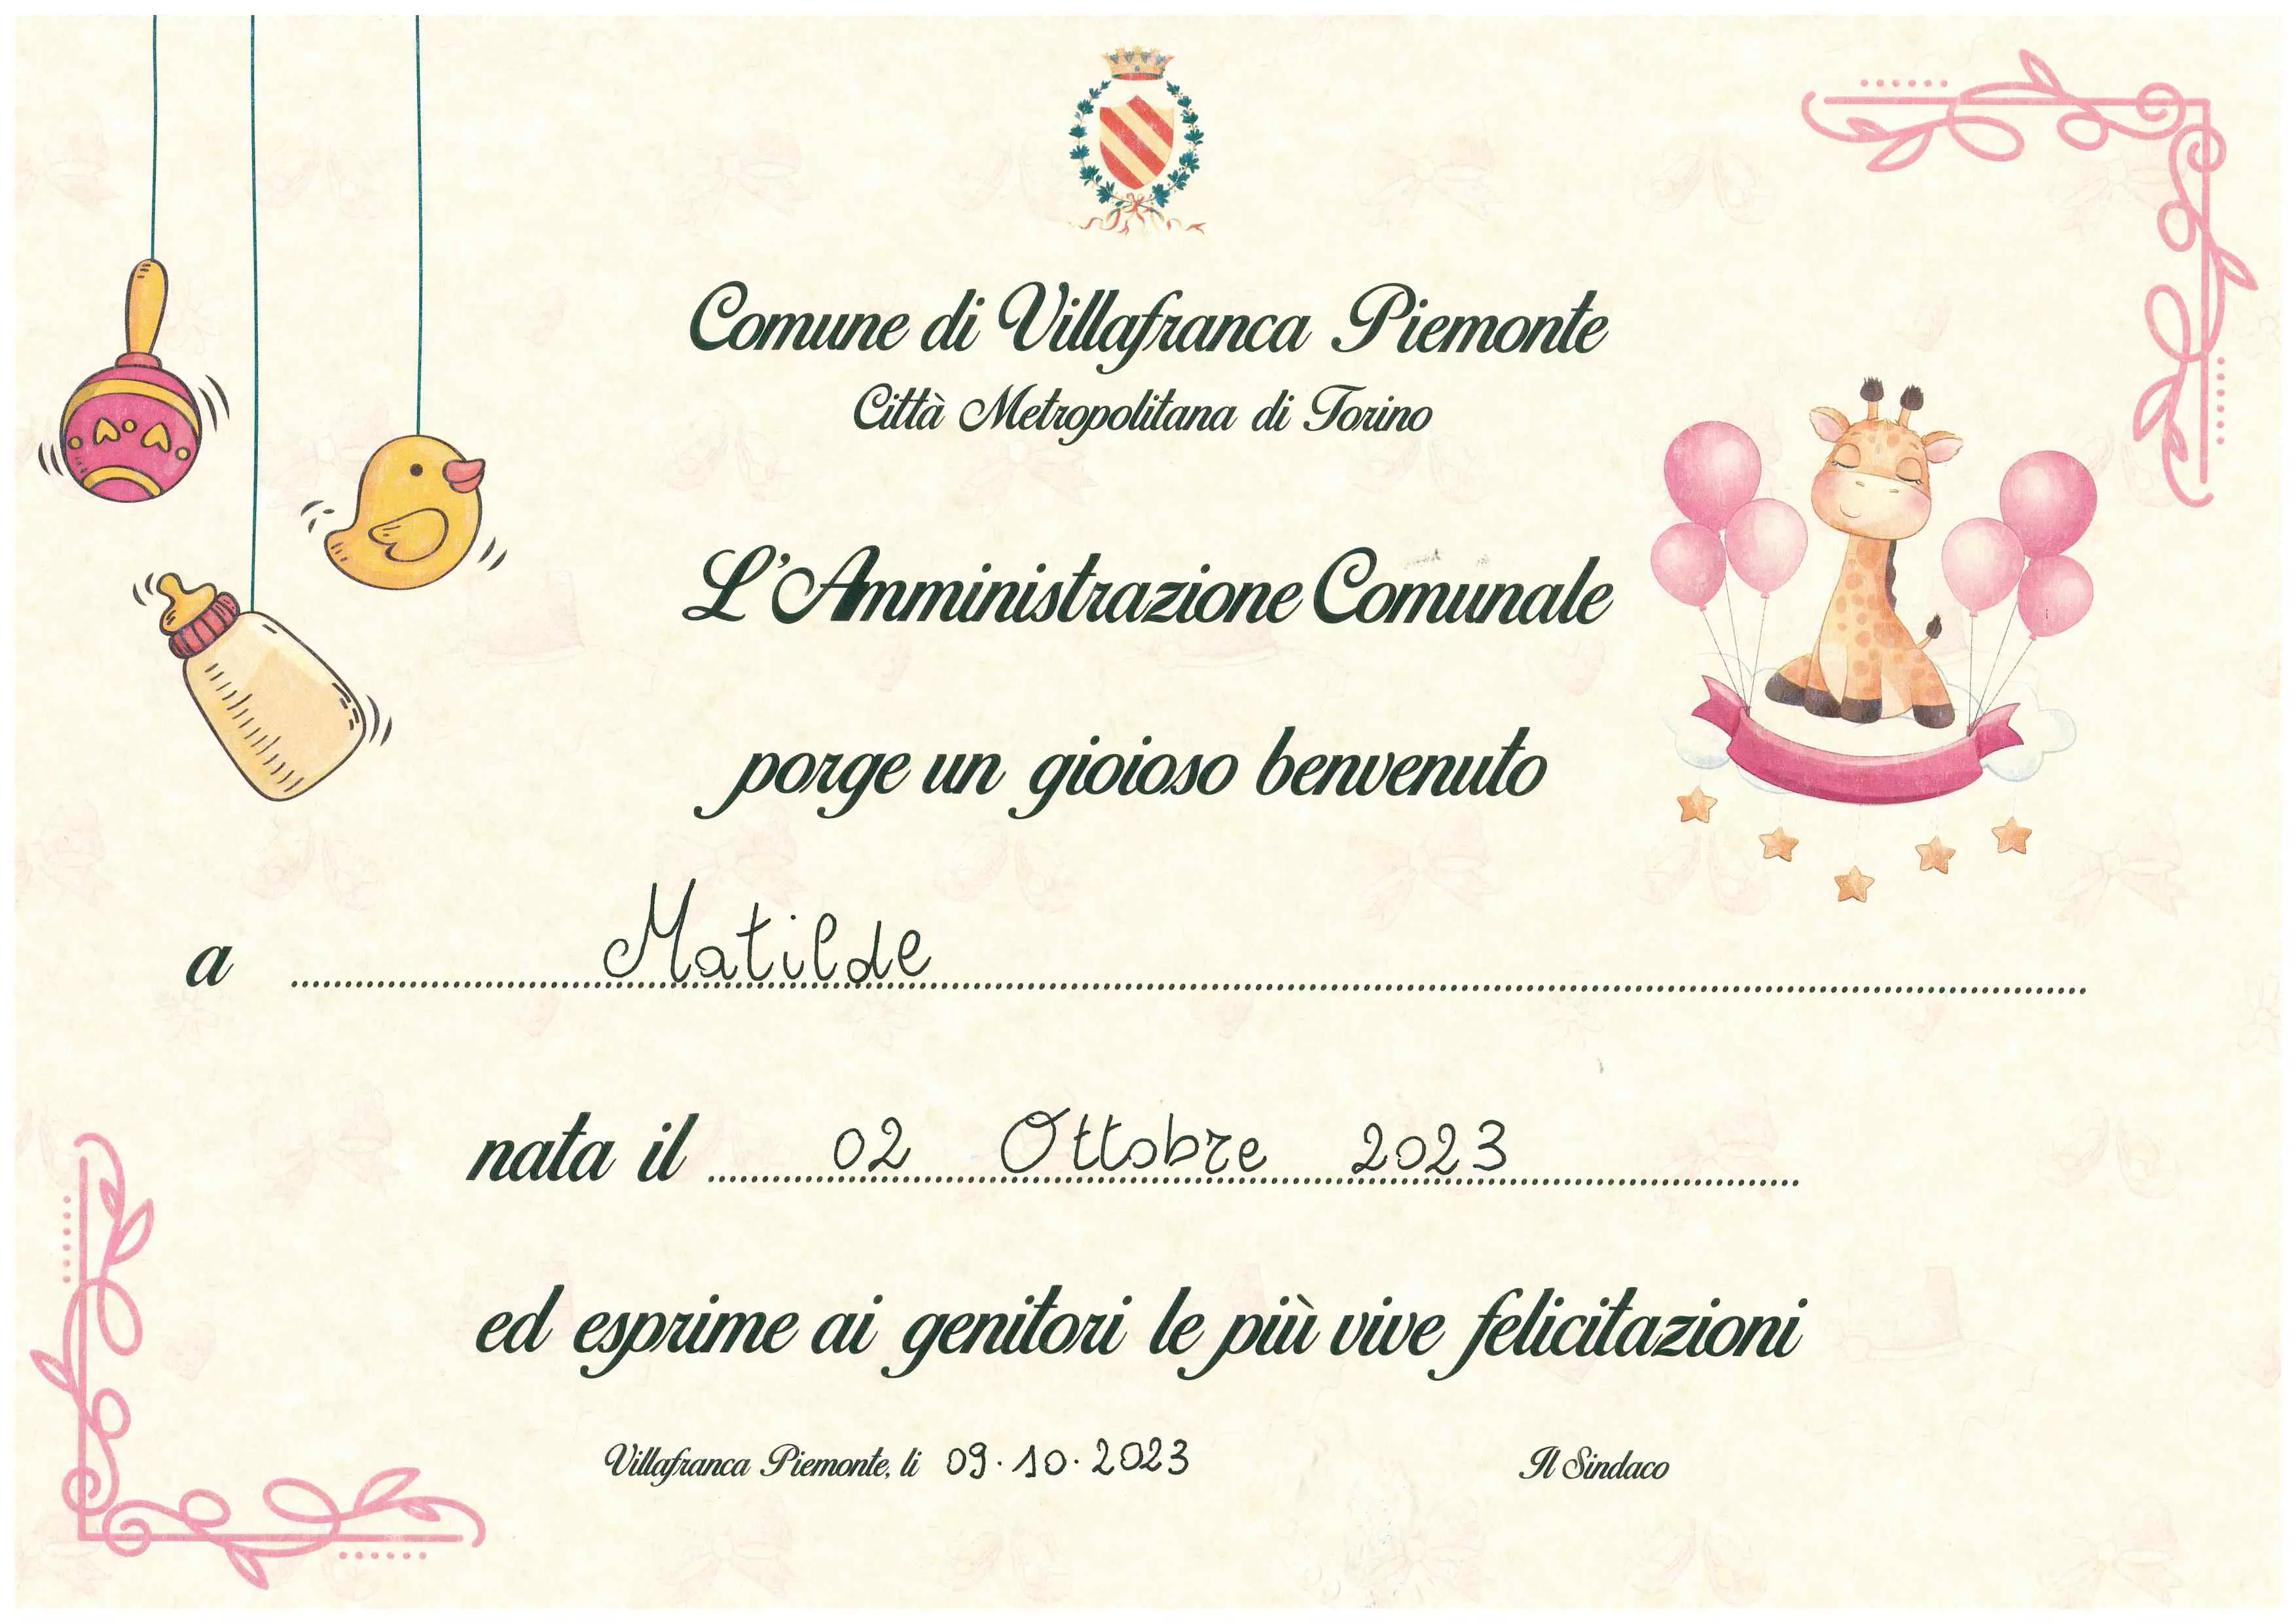 Comune di Villafranca Piemonte
Città Metropolitana di Torino
L'Amministrazione Comunale
porge un gioioso benvenuto
a Matilde
nata il 02 Ottobre 2023
ed esprime ai genitori le più vive felicitazioni
Villafranca Piemonte, li 09.10.2023
Il Sindaco